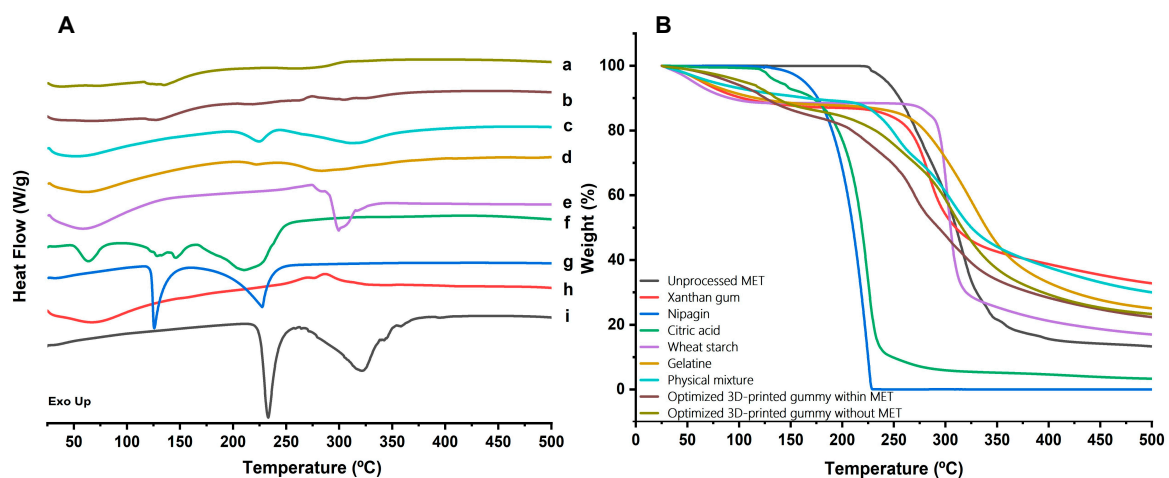 A
a
b
c
d
e
f
g
h
i
Exo Up
Heat Flow (W/g)
50 100 150 200 250 300 350 400 450 500
Temperature (ºC)
B
100
80
60
40
20
0
Weight (%)
Unprocessed MET
Xanthan gum
Nipagin
Citric acid
Wheat starch
Gelatine
Physical mixture
Optimized 3D-printed gummy within MET
Optimized 3D-printed gummy without MET
0 50 100 150 200 250 300 350 400 450 500
Temperature (ºC)